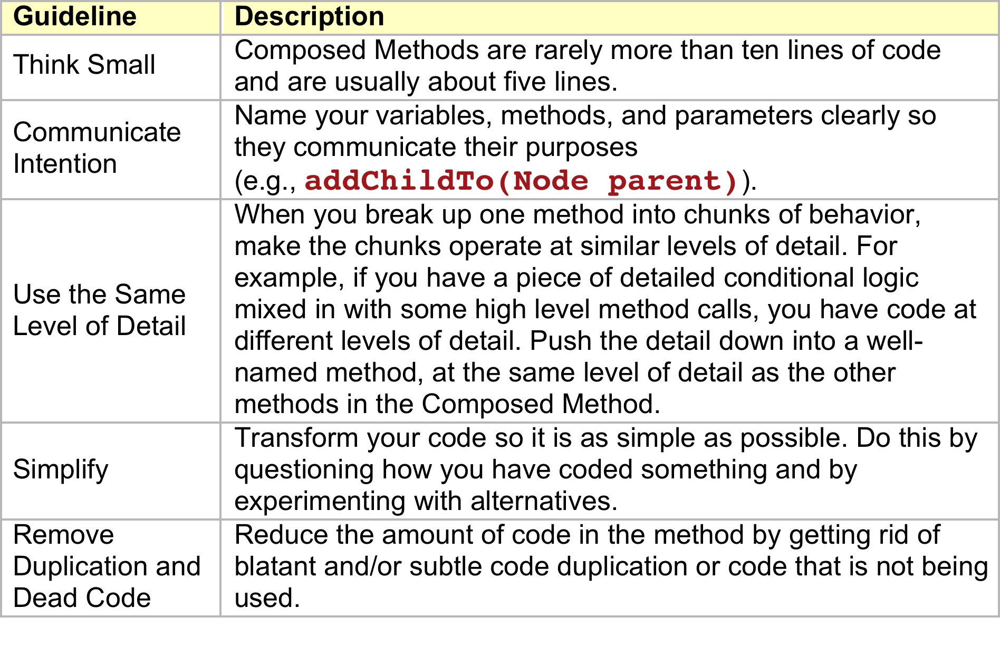 Guideline
Description
Think Small
Composed Methods are rarely more than ten lines of code
and are usually about five lines.
Communicate
Intention
Name your variables, methods, and parameters clearly so
they communicate their purposes
(e.g., addChildTo(Node parent)).
Use the Same
Level of Detail
When you break up one method into chunks of behavior,
make the chunks operate at similar levels of detail. For
example, if you have a piece of detailed conditional logic
mixed in with some high level method calls, you have code at
different levels of detail. Push the detail down into a well-
named method, at the same level of detail as the other
methods in the Composed Method.
Simplify
Transform your code so it is as simple as possible. Do this by
questioning how you have coded something and by
experimenting with alternatives.
Remove
Duplication and
Dead Code
Reduce the amount of code in the method by getting rid of
blatant and/or subtle code duplication or code that is not being
used.